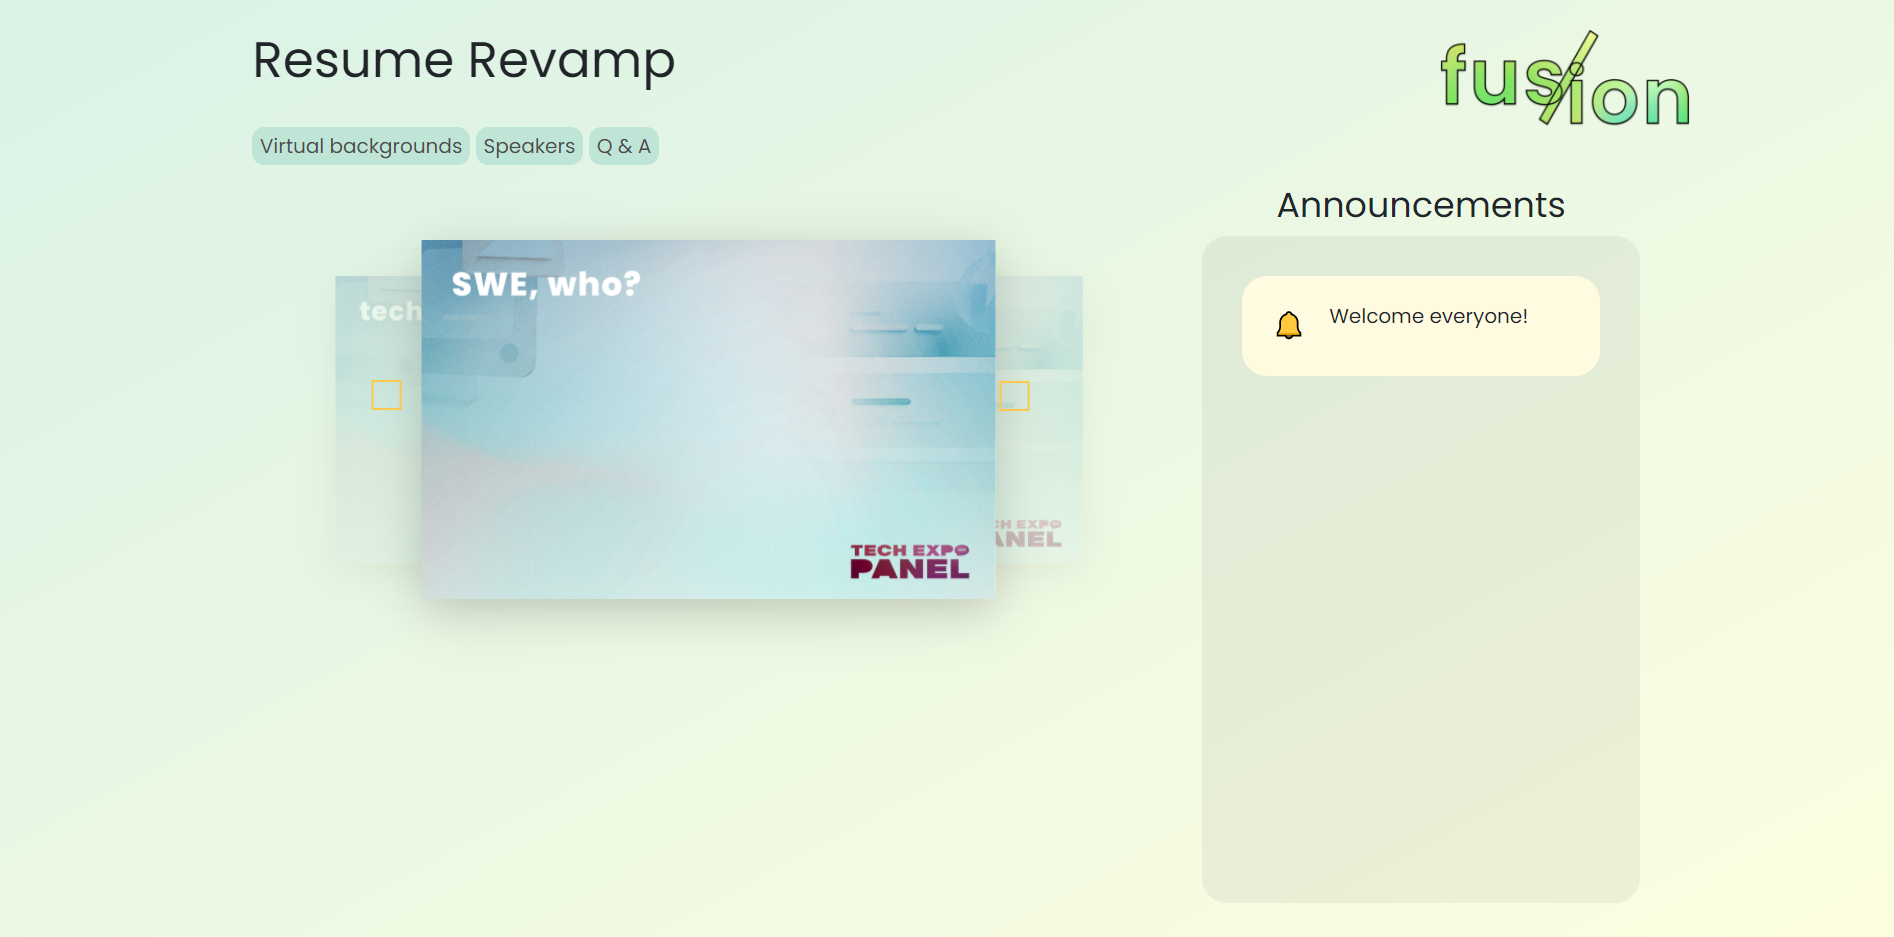 Resume Revamp
fusion
Virtual backgrounds
Speakers
Q & A
Announcements
tech
SWE, who?
Welcome everyone!
TECH EXPO
PANEL
CH EXPO
ANEL